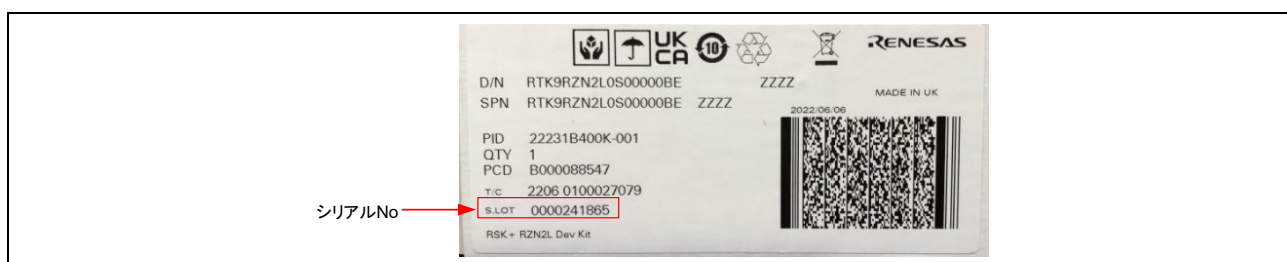 UK
CA
10
RENESAS
D/N RTK9RZN2L0S00000BE ZZZZ
MADE IN UK
SPN RTK9RZN2L0S00000BE ZZZZ
2022/06/06
PID 22231B400K-001
QTY 1
PCD B000088547
T/C 2206 0100027079
シリアルNo
S.LOT 0000241865
RSK+ RZN2L Dev Kit